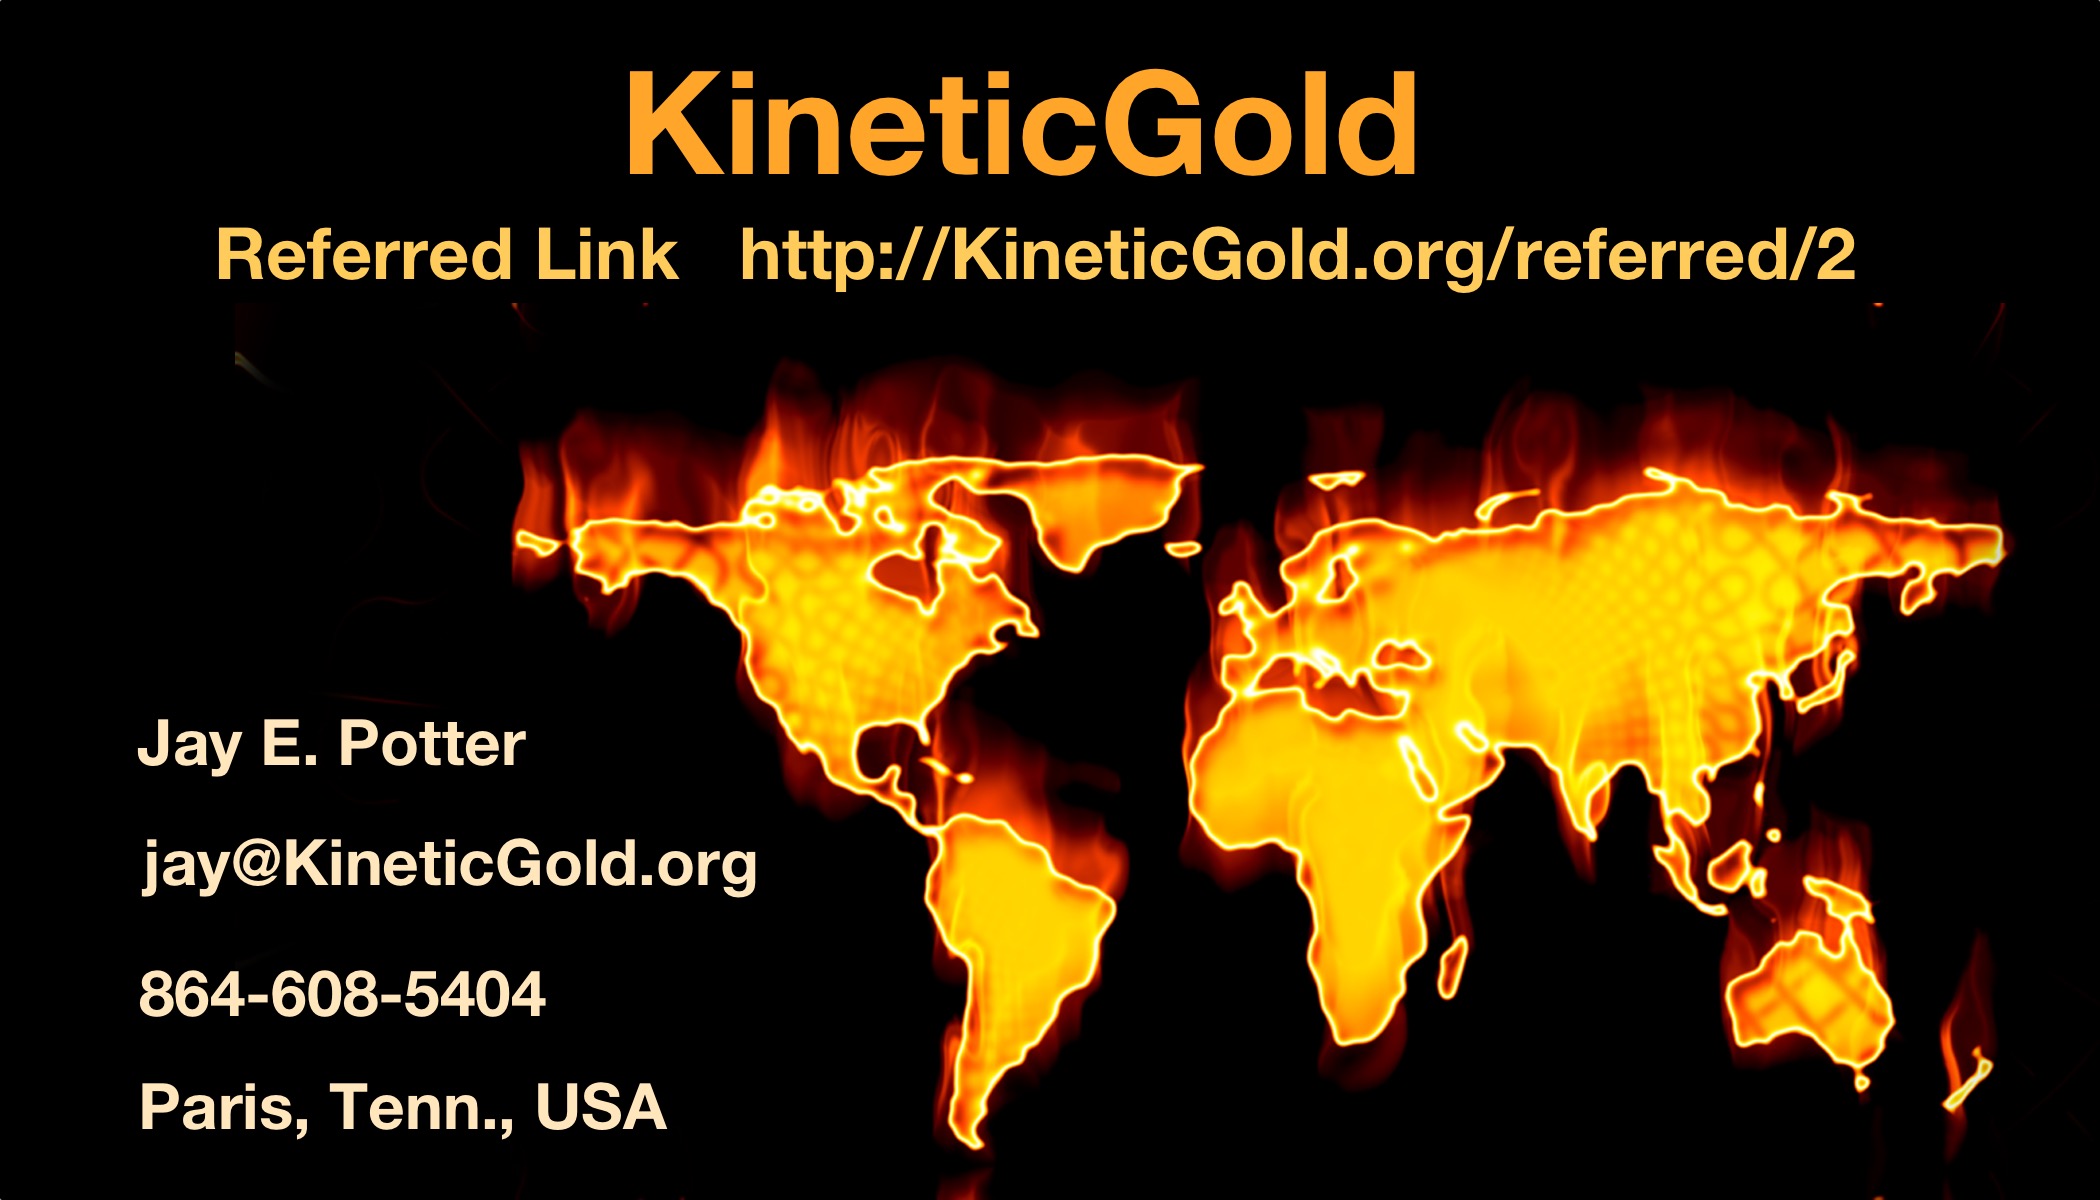 KineticGold
Referred Link http://KineticGold.org/referred/2
Jay E. Potter
jay@KineticGold.org
864-608-5404
Paris, Tenn., USA